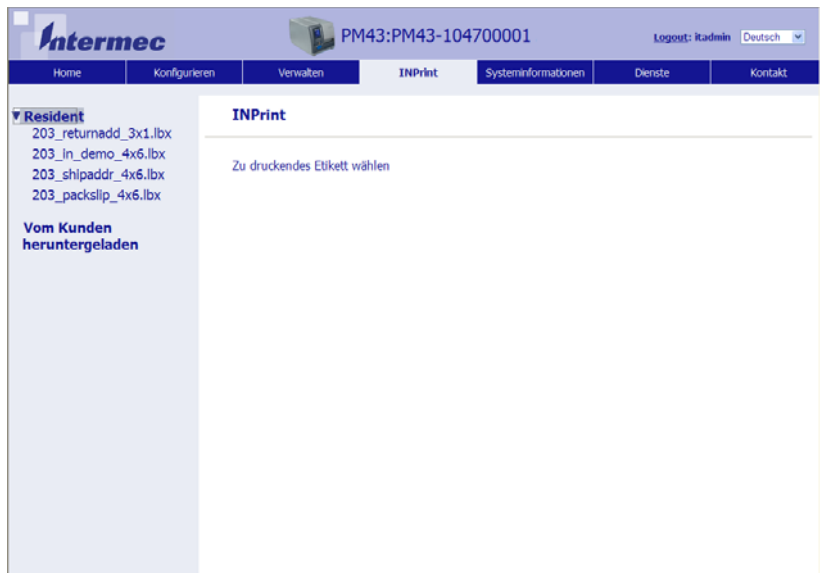 Intermec
PM43:PM43-104700001
Logout: itadmin Deutsch
Home Konfigurieren Verwalten INPrint Systeminformationen Dienste Kontakt
Resident
203_returnadd_3x1.lbx
203_in_demo_4x6.lbx
203_shipaddr_4x6.lbx
203_packslip_4x6.lbx
Vom Kunden
heruntergeladen
INPrint
Zu druckendes Etikett wählen